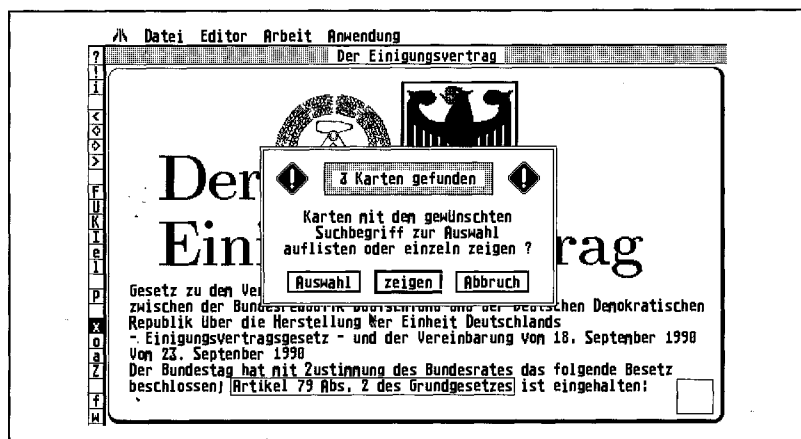 Datei Editor Arbeit Anwendung
Der Einigungsvertrag
?
!
i
<
>
F
U
K
I
e
l
p
x
o
a
Z
f
w
Der
Ein rag
3 Karten gefunden
Karten mit dem gewünschten
Suchbegriff zur Auswahl
auflisten oder einzeln zeigen ?
Auswahl zeigen Abbruch
Gesetz zu dem Ver
zwischen der Bundesrepublik Deutschland und der Deutschen Demokratischen
Republik über die Herstellung der Einheit Deutschlands
- Einigungsvertragsgesetz - und der Vereinbarung vom 18. September 1990
Vom 23. September 1990
Der Bundestag hat mit Zustimmung des Bundesrates das folgende Gesetz
beschlossen; Artikel 79 Abs. 2 des Grundgesetzes ist eingehalten: